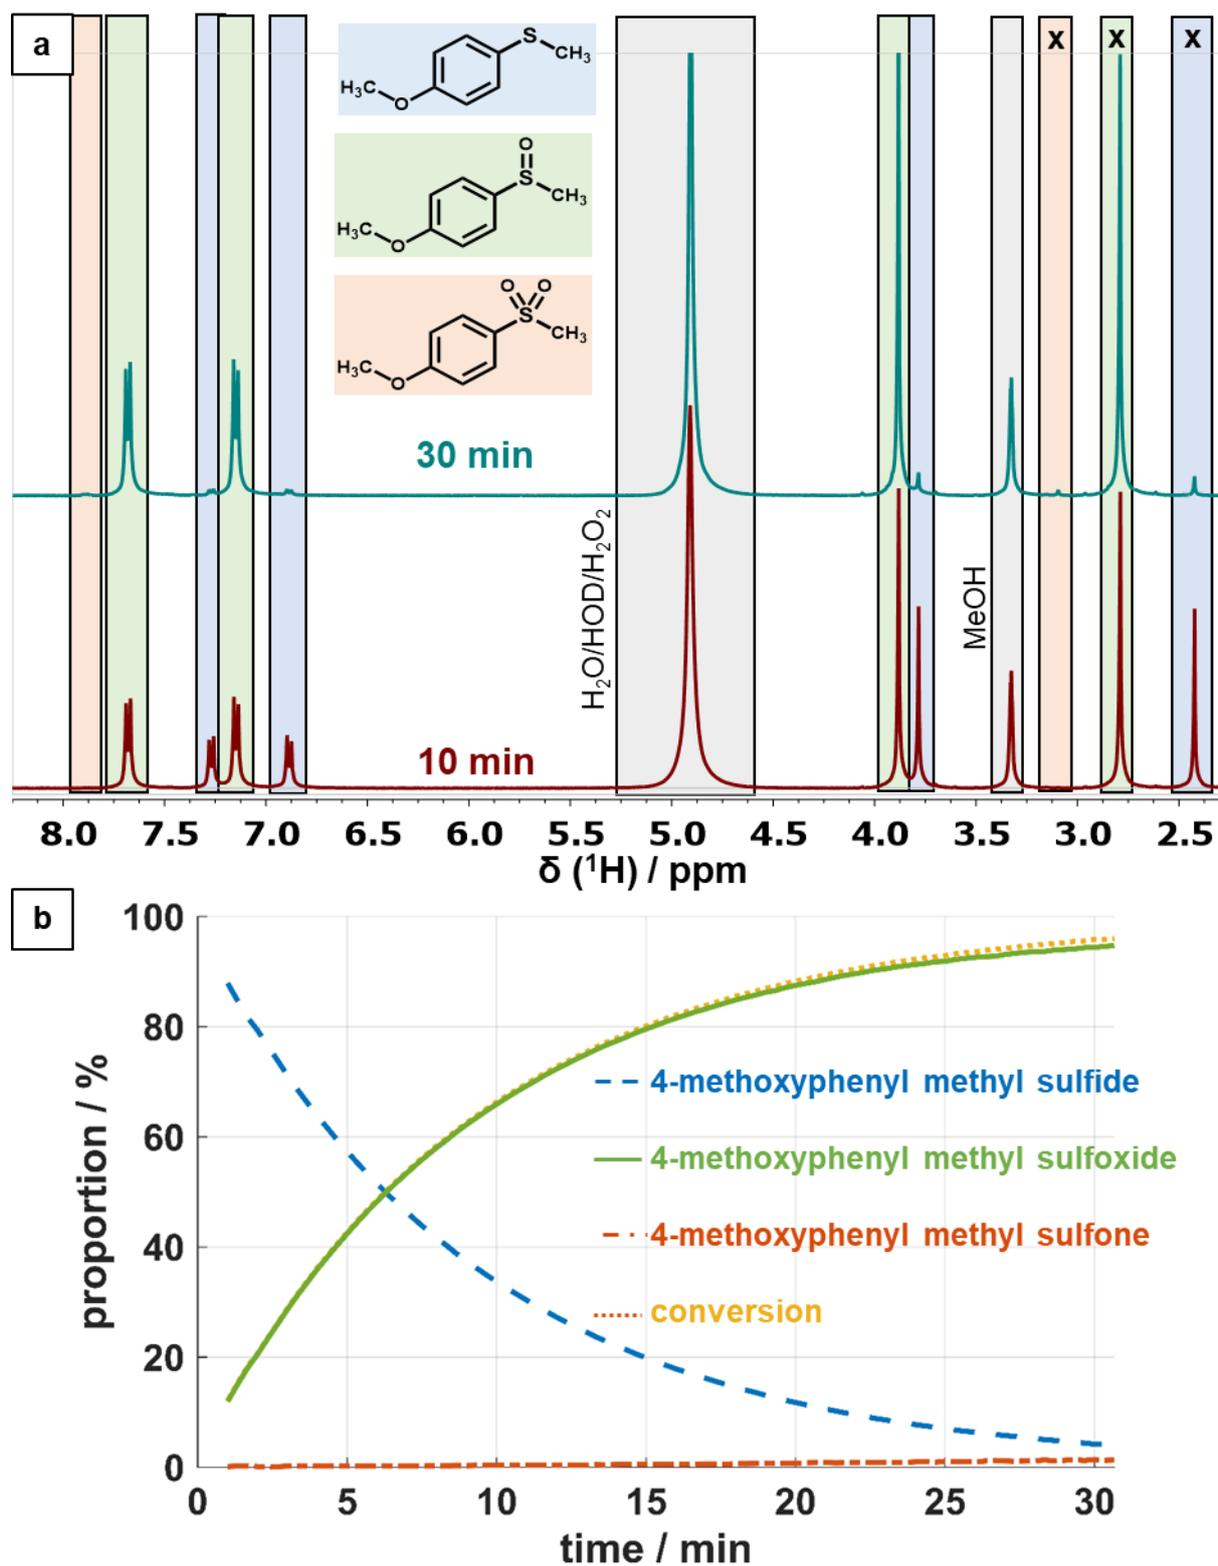 a
x x x
S
CH₃
H₃C
O
O
S
CH₃
H₃C
O
O O
S
CH₃
H₃C
O
30 min
H₂O/HOD/H₂O₂
MeOH
10 min
8.0 7.5 7.0 6.5 6.0 5.5 5.0 4.5 4.0 3.5 3.0 2.5
δ (¹H) / ppm
b
100
80
60
40
20
0
proportion / %
4-methoxyphenyl methyl sulfide
4-methoxyphenyl methyl sulfoxide
4-methoxyphenyl methyl sulfone
conversion
0 5 10 15 20 25 30
time / min